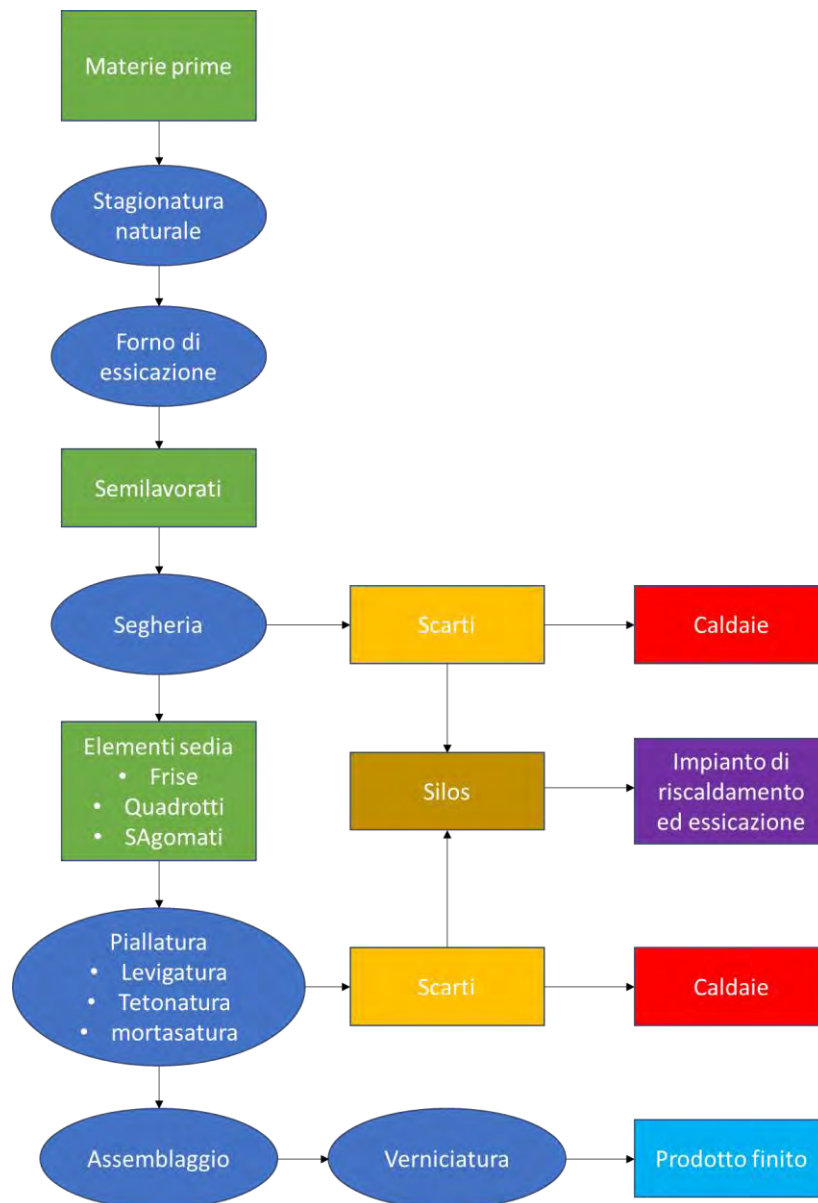 Materie prime
Stagionatura
naturale
Forno di
essicazione
Semilavorati
Segheria
Scarti
Caldaie
Elementi sedia
• Frise
• Quadrotti
• SAgomati
Silos
Impianto di
riscaldamento
ed essicazione
Piallatura
• Levigatura
• Tetonatura
• mortasatura
Scarti
Caldaie
Assemblaggio
Verniciatura
Prodotto finito